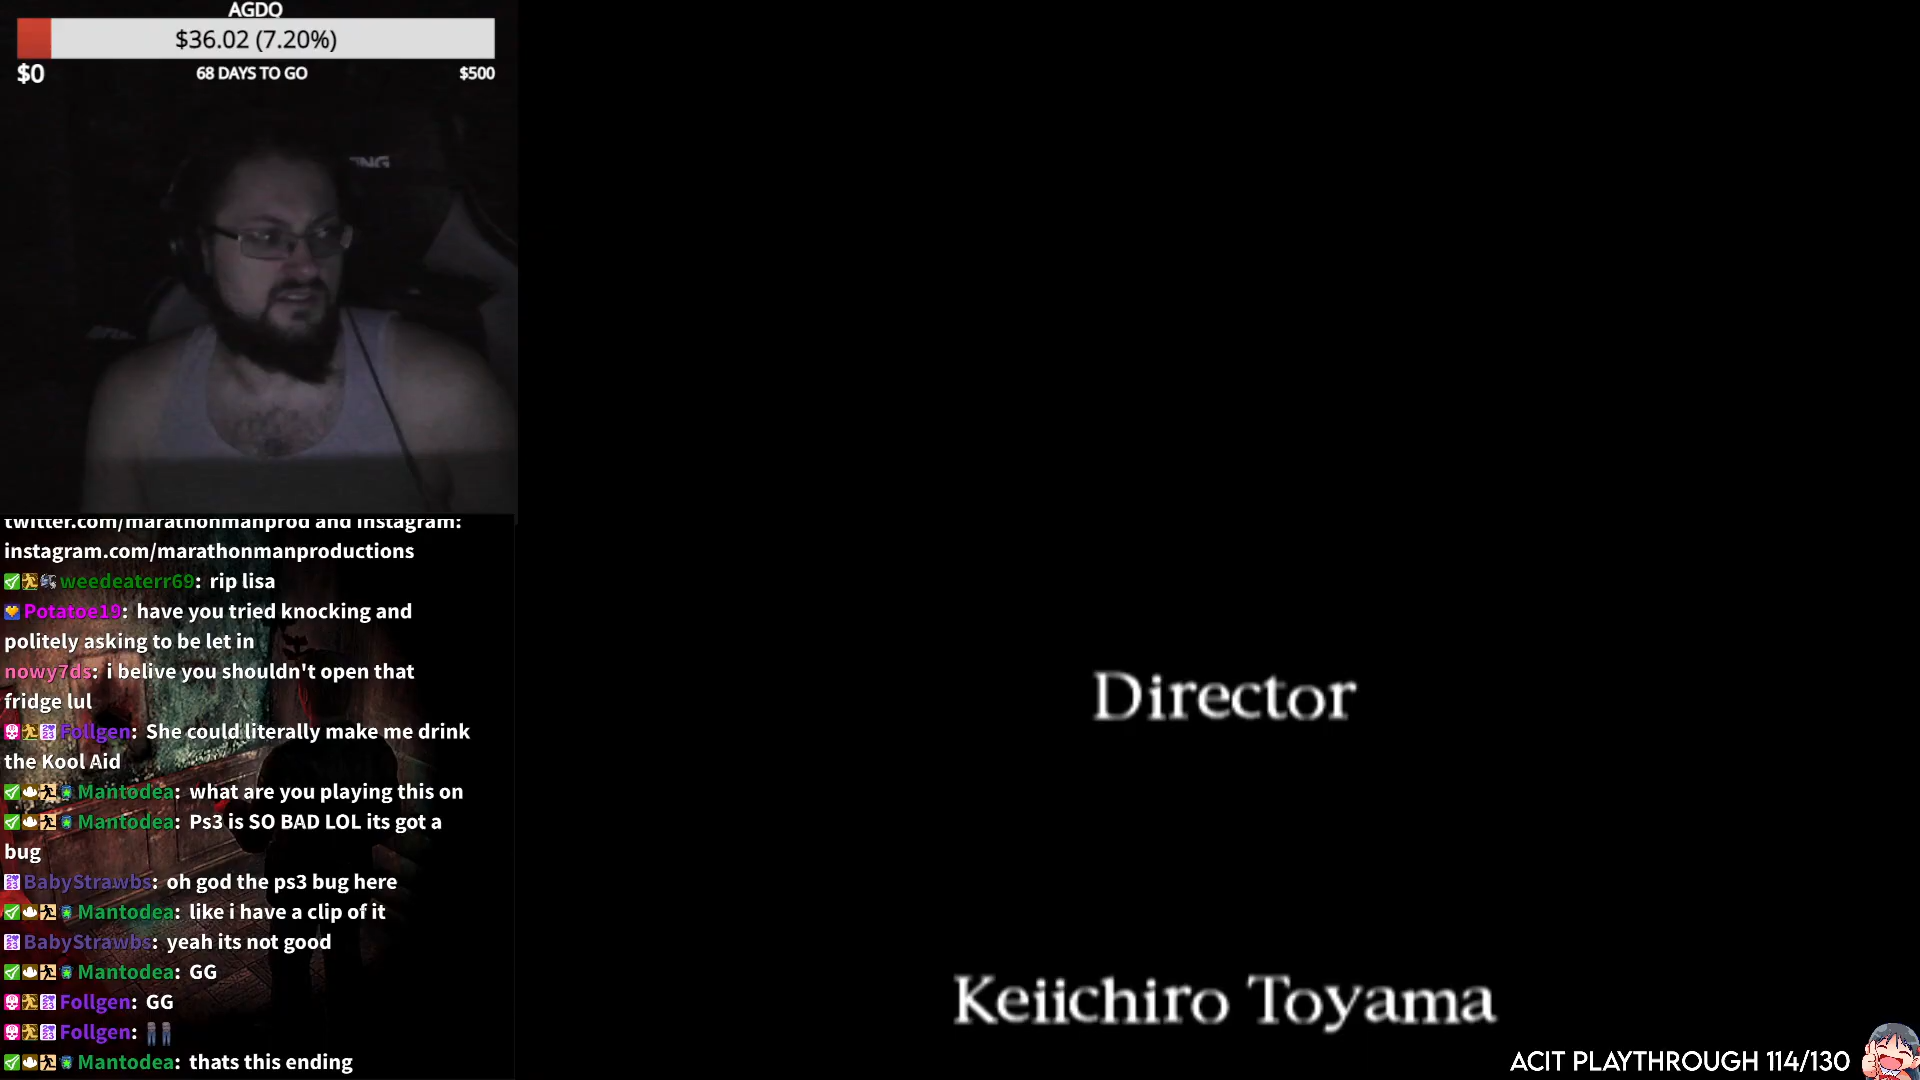 AGDQ
$36.02 (7.20%)
$0 68 DAYS TO GO $500
twitter.com/marathonmanprod and instagram:
instagram.com/marathonmanproductions
weedeaterr69: rip lisa
Potatoe19: have you tried knocking and
politely asking to be let in
nowy7ds: i belive you shouldn't open that
fridge lul
Follgen: She could literally make me drink
the Kool Aid
Mantodea: what are you playing this on
Mantodea: Ps3 is SO BAD LOL its got a
bug
BabyStrawbs: oh god the ps3 bug here
Mantodea: like i have a clip of it
BabyStrawbs: yeah its not good
Mantodea: GG
Follgen: GG
Follgen:
Mantodea: thats this ending
Director
Keiichiro Toyama
ACIT PLAYTHROUGH 114/130